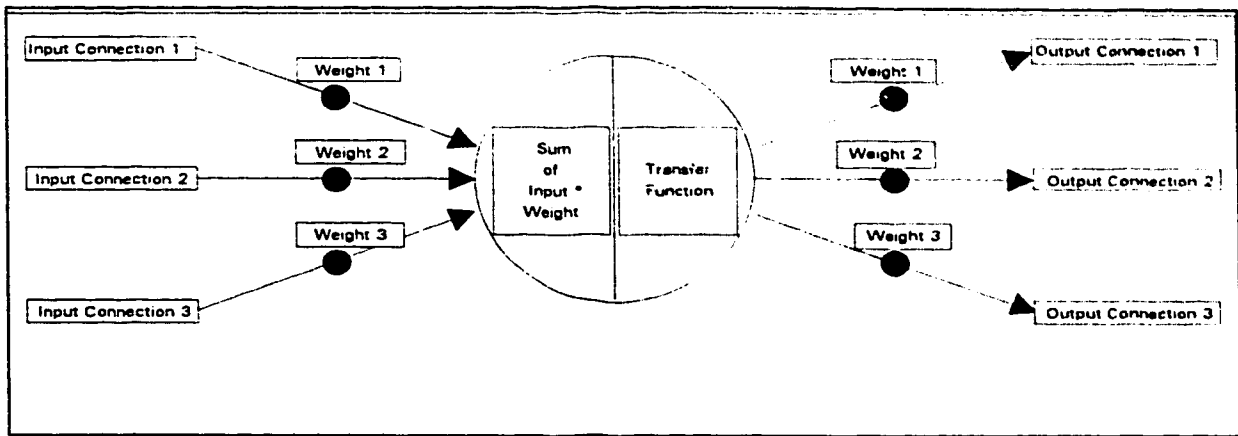 Input Connection 1
Weight 1
Weight 2
Input Connection 2
Weight 3
Input Connection 3
Sum
of
Input *
Weight
Transfer
Function
Weight 1
Output Connection 1
Weight 2
Output Connection 2
Weight 3
Output Connection 3